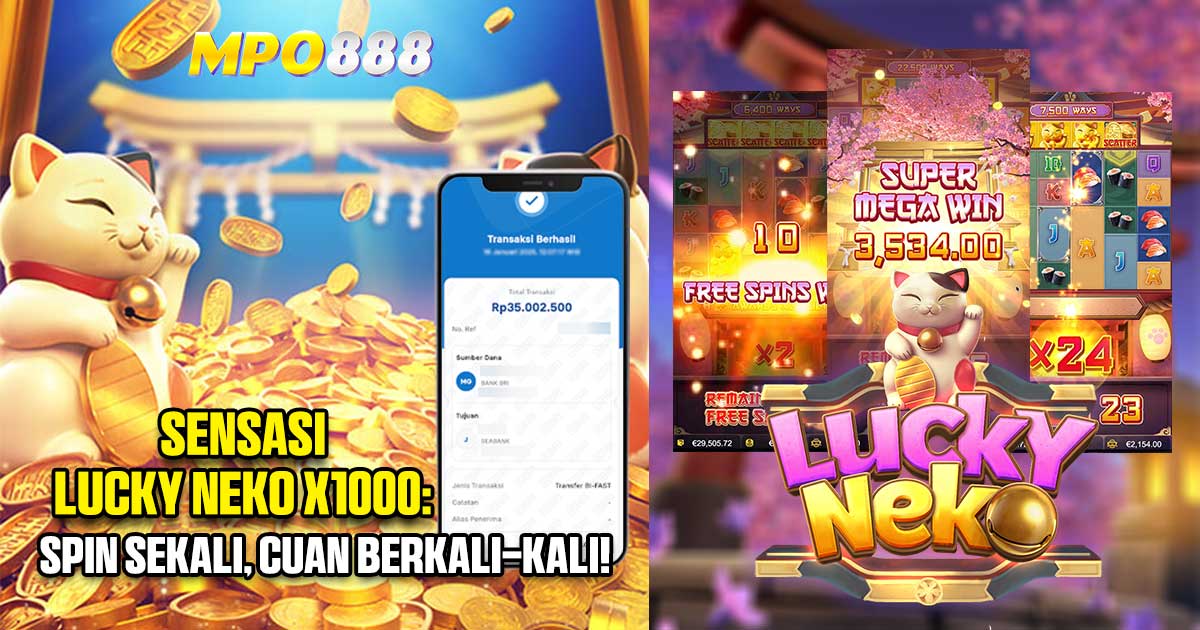 MPO888
Transaksi Berhasil
Total Transaksi
Rp35.002.500
No. Ref
Sumber Dana
MG
BANK BRI
Tujuan
J
SEABANK
Jenis Transaksi
Transfer BI-FAST
Catatan
-
Alias Penerima
-
SENSASI
LUCKY NEKO X1000:
SPIN SEKALI, CUAN BERKALI-KALI!
6,400 WAYS
SCATTER
J
K
10
FREE SPINS W
x2
REMAI
FREE S
€29,505.72
22,500 WAYS
SUPER
MEGA WIN
3,534.00
7,500 WAYS
SCATTER
10
Q
K
A
J
A
J
A
x24
23
€2,154.00
Lucky
Neko